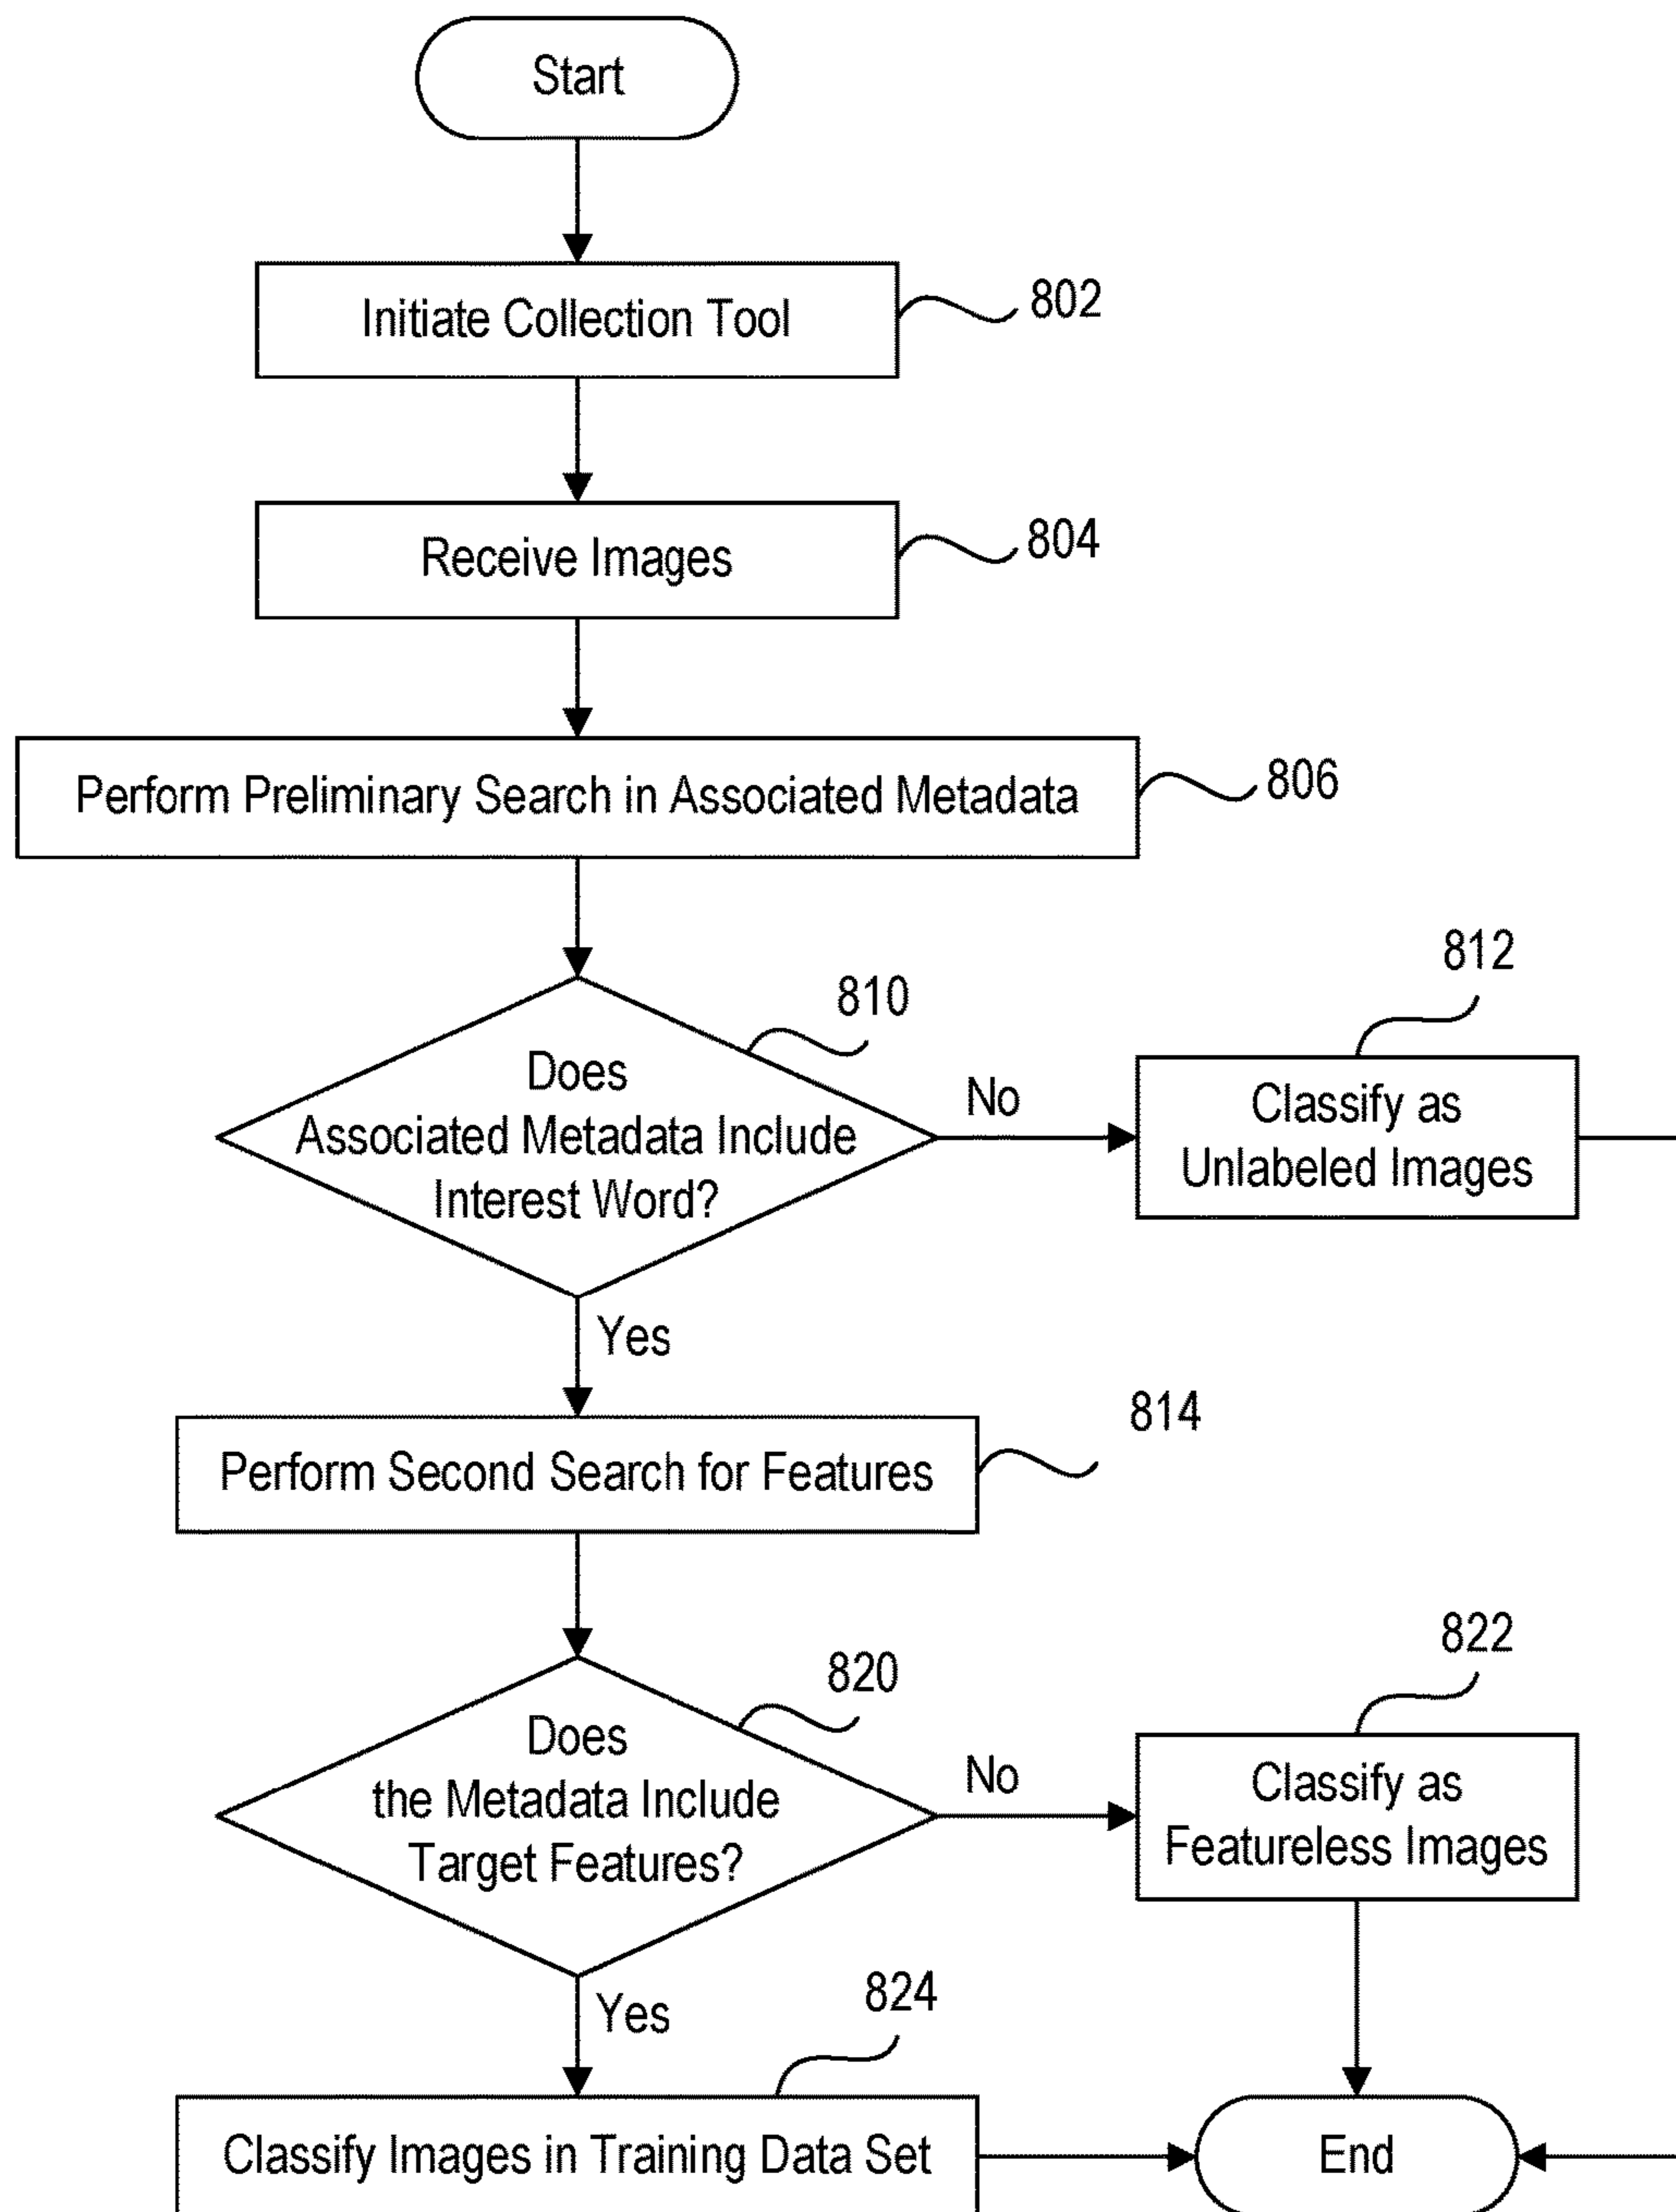 Start
Initiate Collection Tool
802
Receive Images
804
Perform Preliminary Search in Associated Metadata
806
810
Does
Associated Metadata Include
Interest Word?
No
812
Classify as
Unlabeled Images
Yes
814
Perform Second Search for Features
820
Does
the Metadata Include
Target Features?
No
822
Classify as
Featureless Images
Yes
824
Classify Images in Training Data Set
End